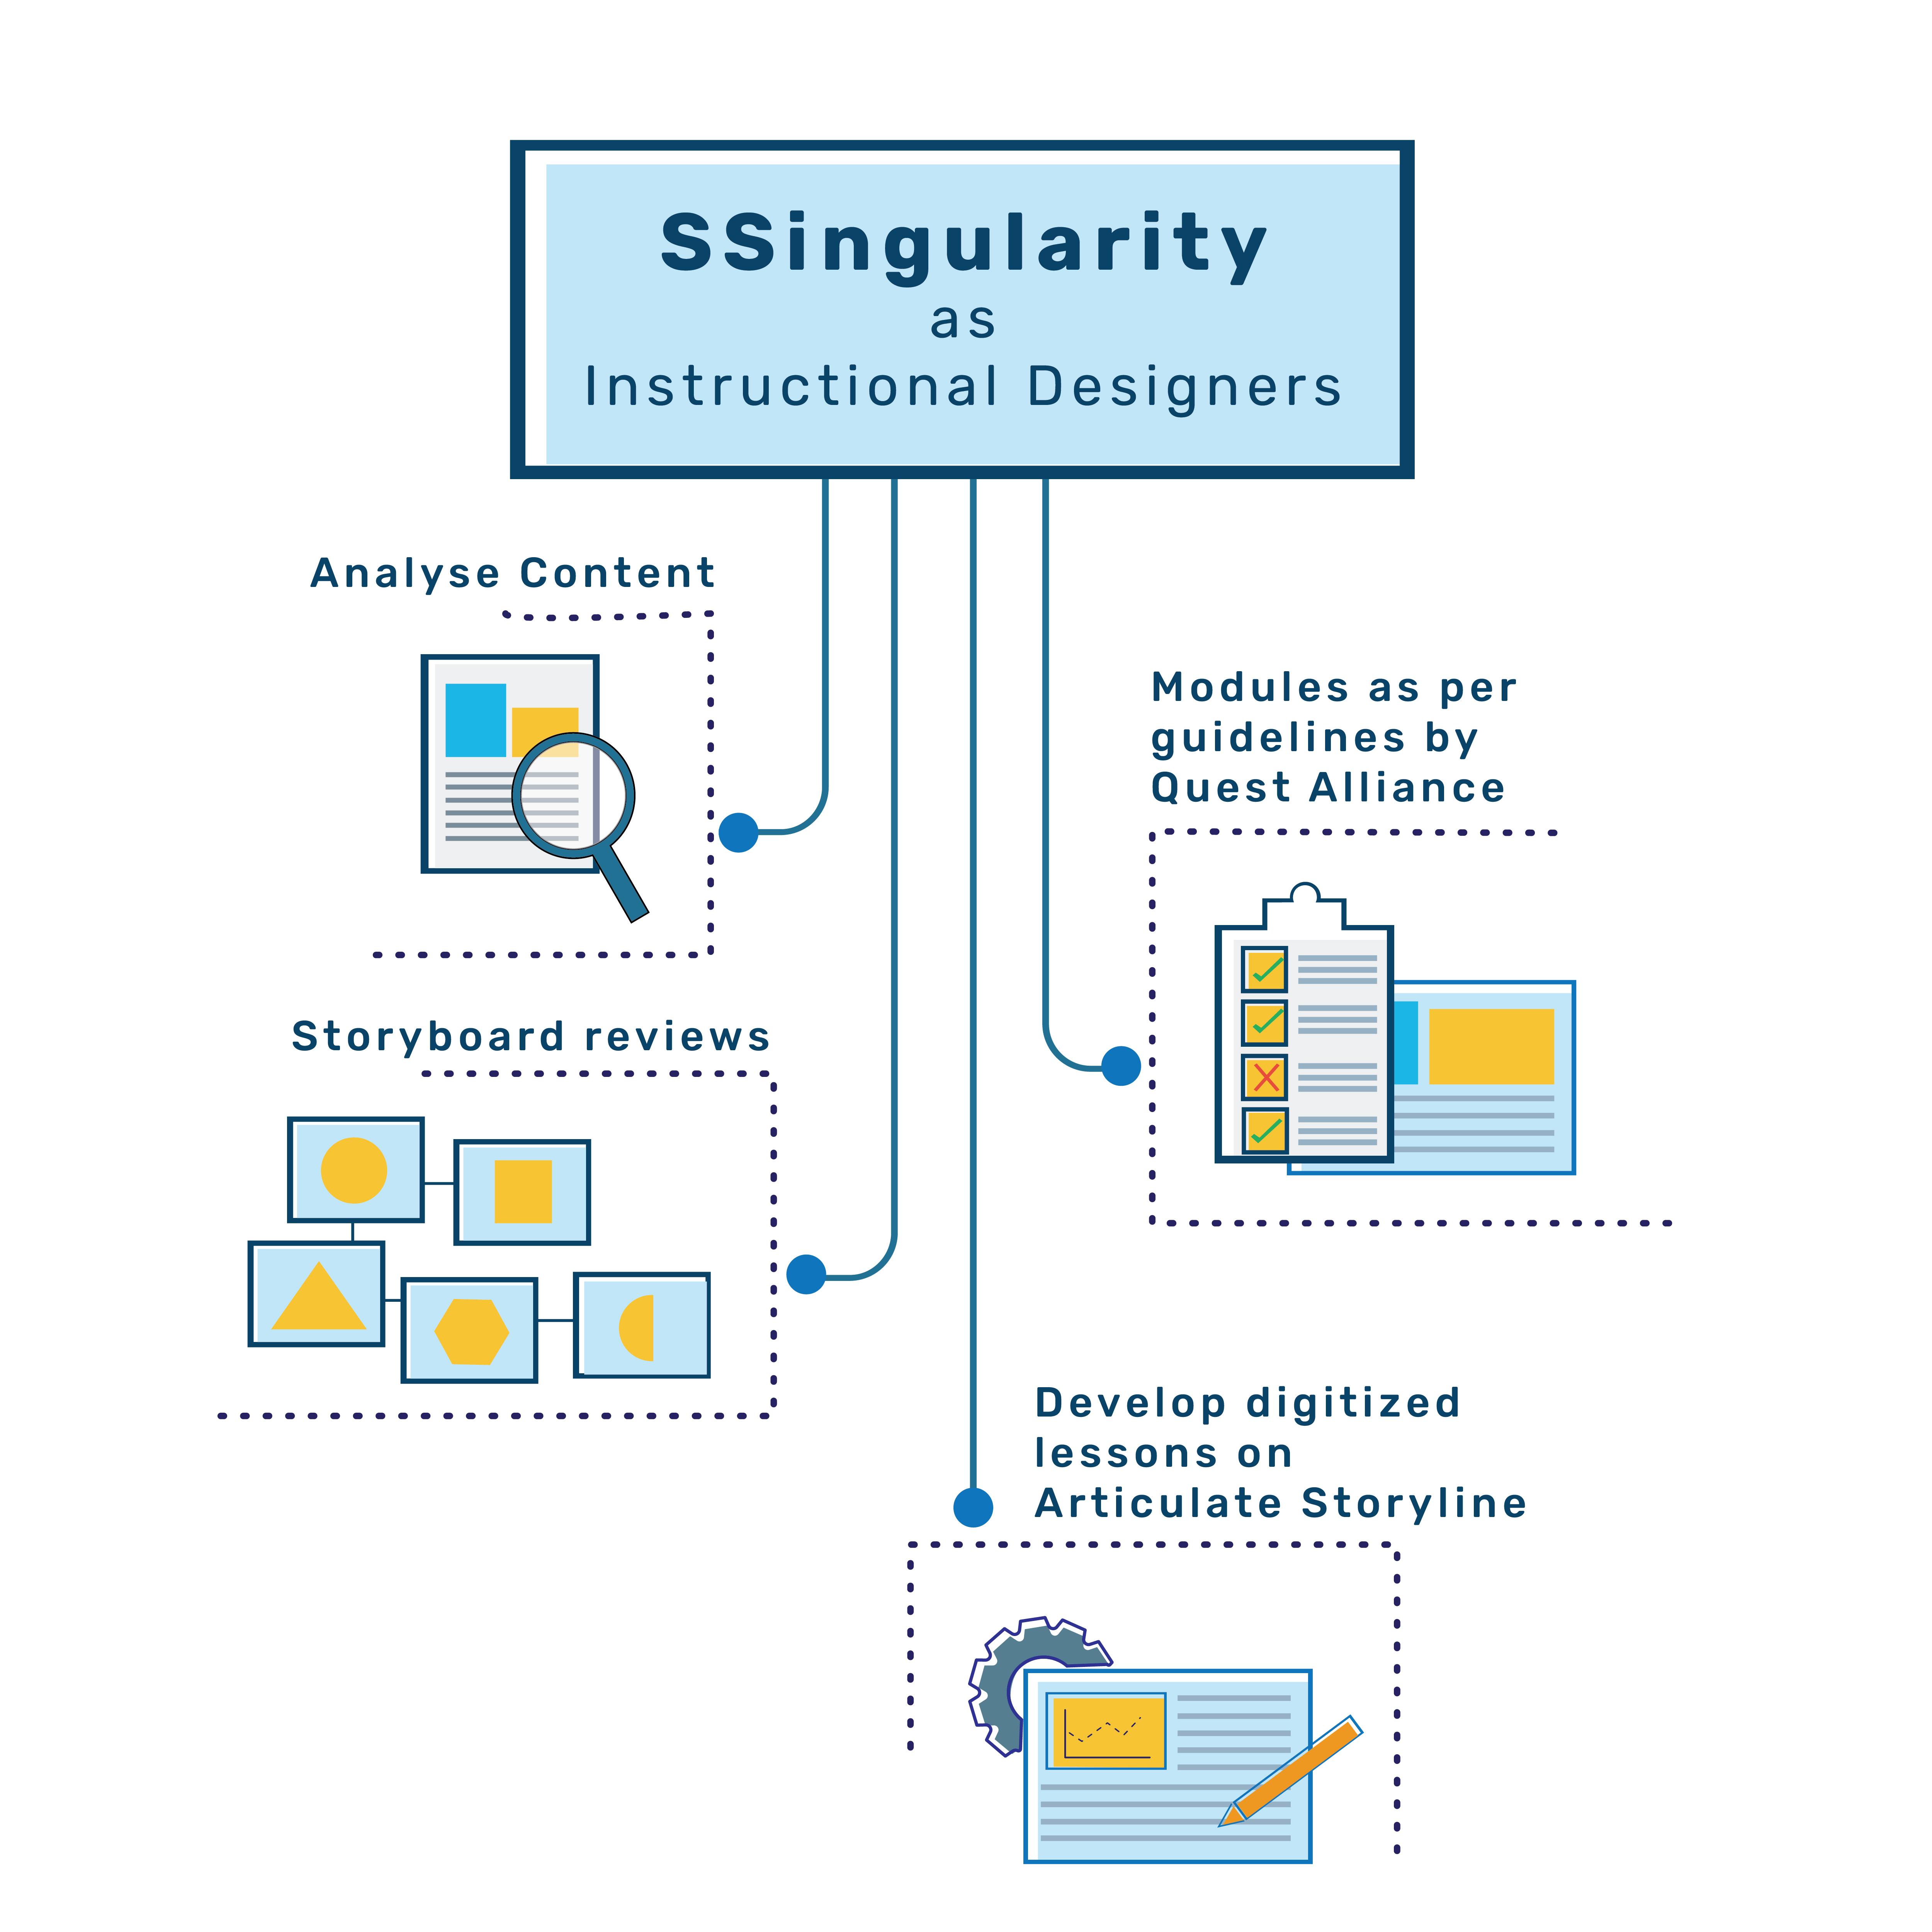 SSingularity
as
Instructional Designers
Analyse Content
Modules as per
guidelines by
Quest Alliance
Storyboard reviews
Develop digitized
lessons on
Articulate Storyline